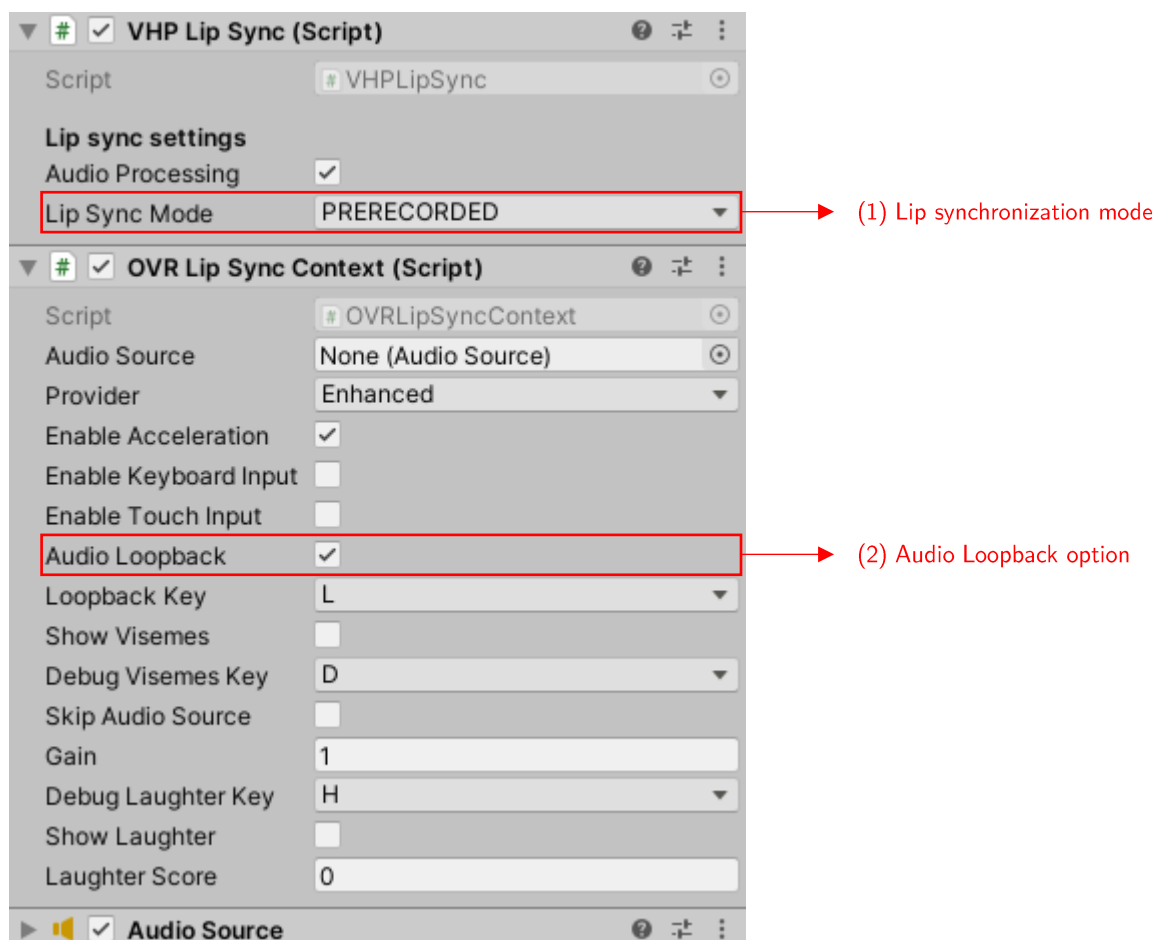 VHP Lip Sync (Script)
Script # VHPLipSync
Lip sync settings
Audio Processing
Lip Sync Mode PRERECORDED (1) Lip synchronization mode
# OVR Lip Sync Context (Script)
Script # OVRLipSyncContext
Audio Source None (Audio Source)
Provider Enhanced
Enable Acceleration
Enable Keyboard Input
Enable Touch Input
Audio Loopback (2) Audio Loopback option
Loopback Key L
Show Visemes
Debug Visemes Key D
Skip Audio Source
Gain 1
Debug Laughter Key H
Show Laughter
Laughter Score 0
Audio Source